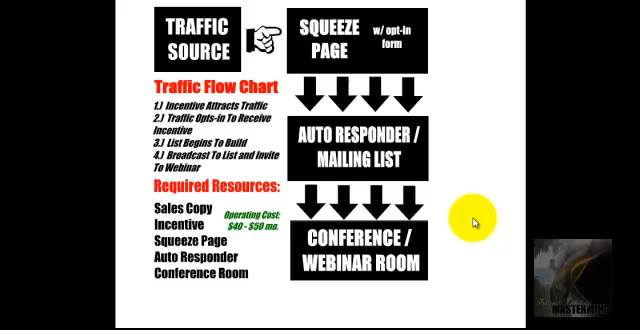 TRAFFIC
SOURCE
SQUEEZE
PAGE
w/ opt-in
form
Traffic Flow Chart
1.) Incentive Attracts Traffic
2.) Traffic Opts-in To Receive
Incentive
3.) List Begins To Build
4.) Broadcast To List and Invite
To Webinar
AUTO RESPONDER /
MAILING LIST
Required Resources:
Sales Copy
Incentive
Squeeze Page
Auto Responder
Conference Room
Operating Cost:
$40 - $50 mo.
CONFERENCE /
WEBINAR ROOM
MASTERMIND